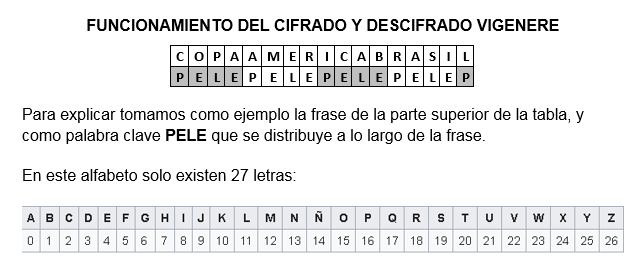 FUNCIONAMIENTO DEL CIFRADO Y DESCIFRADO VIGENERE
C O P A A M E R I C A B R A S I L
P E L E P E L E P E L E P E L E P
Para explicar tomamos como ejemplo la frase de la parte superior de la tabla, y
como palabra clave PELE que se distribuye a lo largo de la frase.
En este alfabeto solo existen 27 letras:
A B C D E F G H I J K L M N Ñ O P Q R S T U V W X Y Z
0 1 2 3 4 5 6 7 8 9 10 11 12 13 14 15 16 17 18 19 20 21 22 23 24 25 26